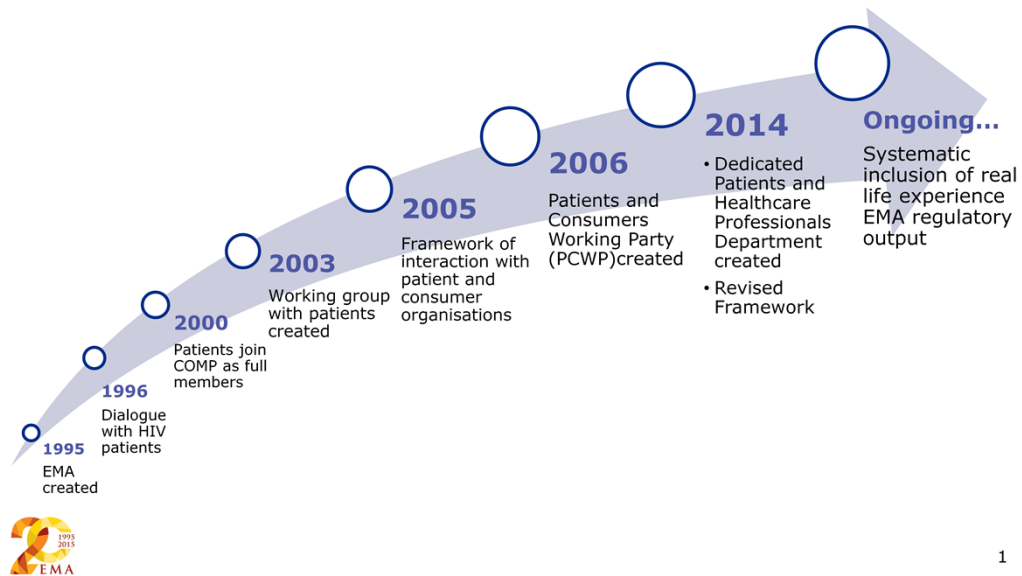 1995
EMA
created
1996
Dialogue
with HIV
patients
2000
Patients join
COMP as full
members
2003
Working group
with patients
created
2005
Framework of
interaction with
patient and
consumer
organisations
2006
Patients and
Consumers
Working Party
(PCWP)created
2014
• Dedicated
Patients and
Healthcare
Professionals
Department
created
• Revised
Framework
Ongoing...
Systematic
inclusion of real
life experience
EMA regulatory
output
20
1995
2015
EMA
1